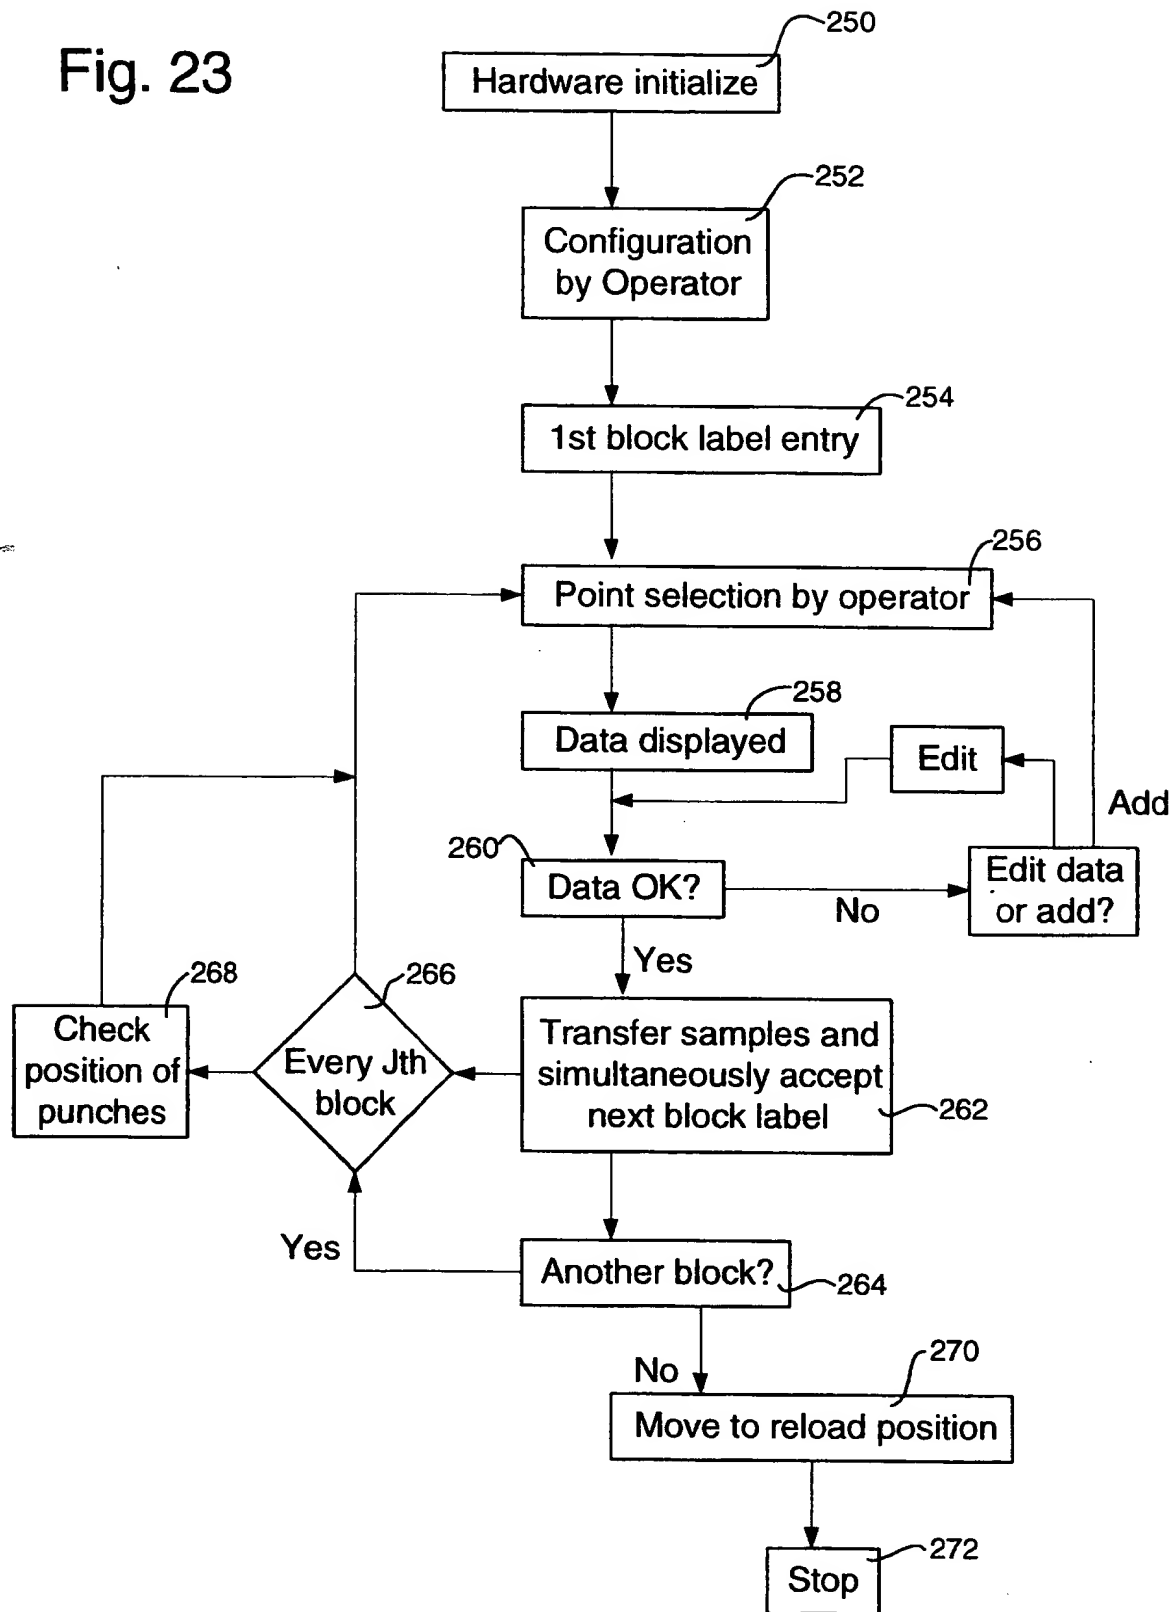 Fig. 23
250
Hardware initialize
252
Configuration
by Operator
254
1st block label entry
256
Point selection by operator
258
Data displayed
Edit
Add
260
Data OK?
No
Edit data
or add?
Yes
268
266
Check
position of
punches
Every Jth
block
Transfer samples and
simultaneously accept
next block label
262
Yes
Another block?
264
No
270
Move to reload position
272
Stop